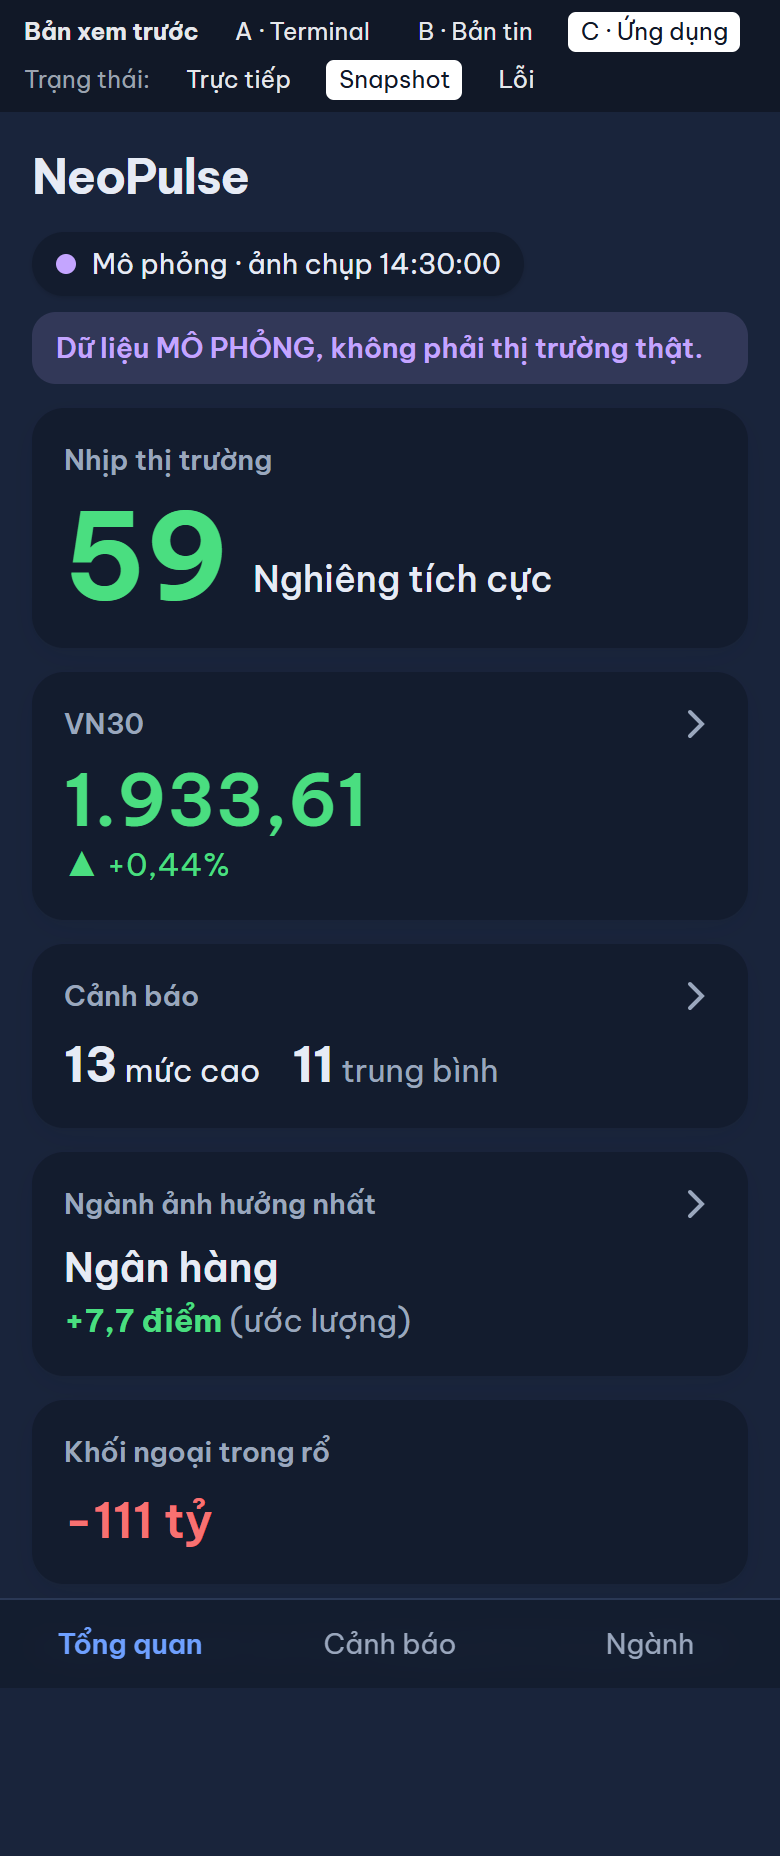 Bản xem trước A · Terminal B · Bản tin C · Ứng dụng
Trạng thái: Trực tiếp Snapshot Lỗi
NeoPulse
Mô phỏng · ảnh chụp 14:30:00
Dữ liệu MÔ PHỎNG, không phải thị trường thật.
Nhịp thị trường
59 Nghiêng tích cực
VN30
1.933,61
▲ +0,44%
Cảnh báo
13 mức cao 11 trung bình
Ngành ảnh hưởng nhất
Ngân hàng
+7,7 điểm (ước lượng)
Khối ngoại trong rổ
-111 tỷ
Tổng quan Cảnh báo Ngành